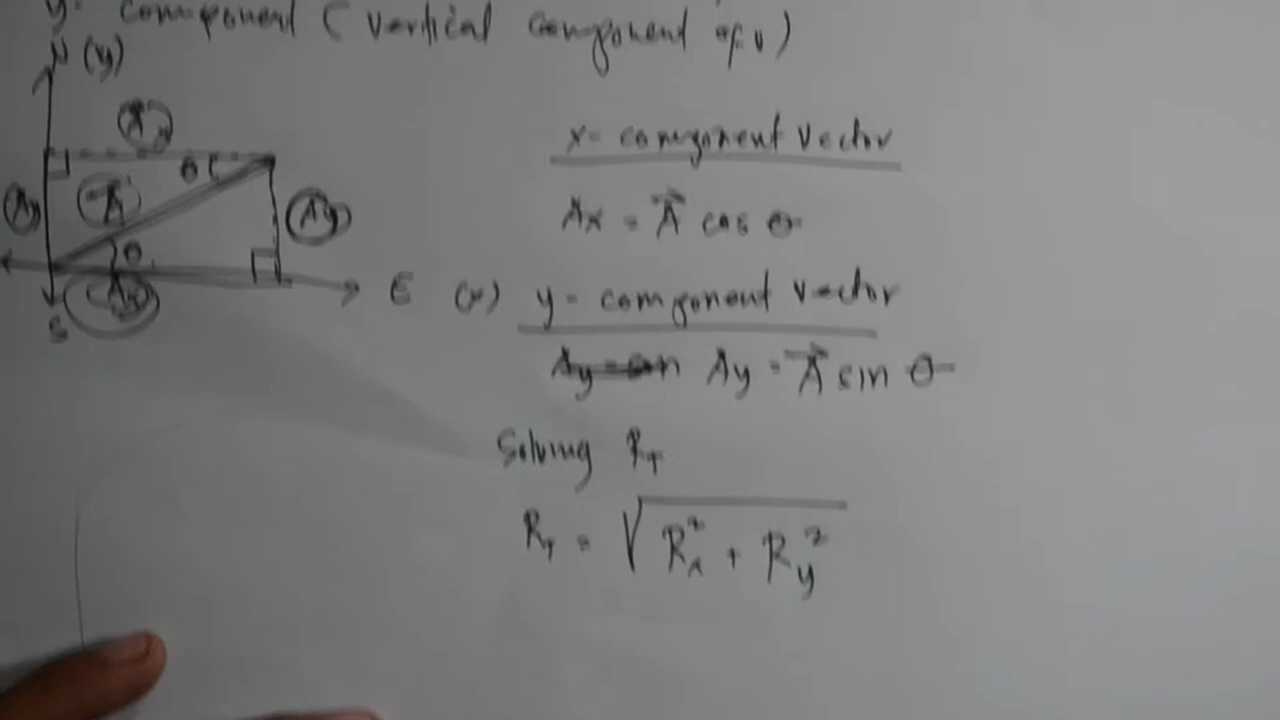 y- component (vertical component of v)
N (y)
Ax
x- component vector
θ
A
Ay
Ay
Ax = A⃗ cos θ
θ
Ax
E (x)
S
y- component vector
Ay = A⃗ sin θ
Solving RT
RT = √Rx² + Ry²